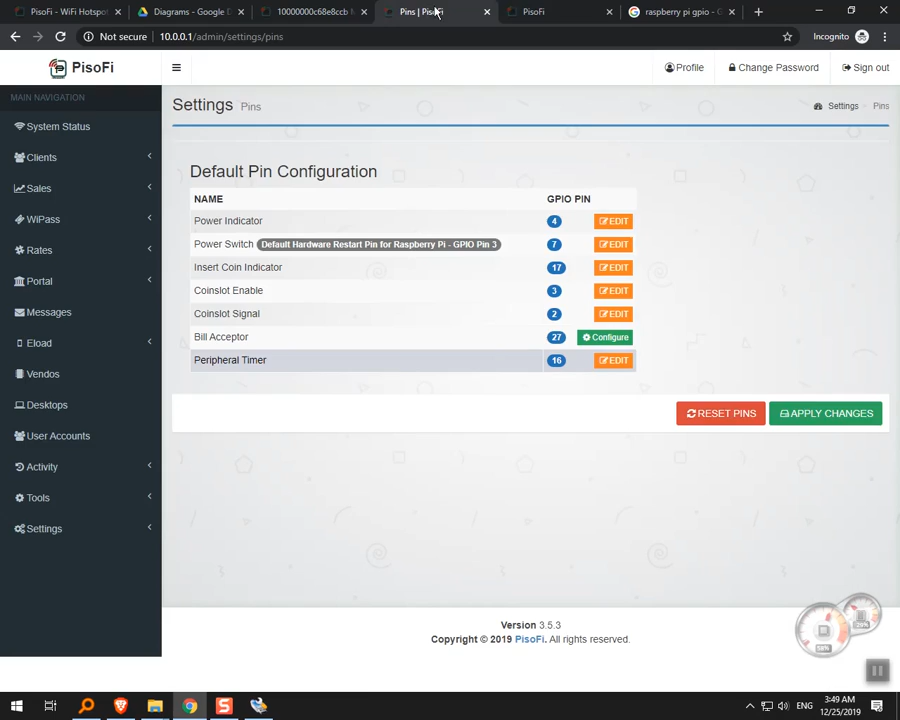 PisoFi - WiFi Hotspo
Diagrams - Google D
10000000c68e8ccb M
Pins | PisoFi
PisoFi
raspberry pi gpio - G
Not secure | 10.0.0.1/admin/settings/pins
Incognito
PisoFi
Profile
Change Password
Sign out
MAIN NAVIGATION
System Status
Clients
Sales
WiPass
Rates
Portal
Messages
Eload
Vendos
Desktops
User Accounts
Activity
Tools
Settings
Settings Pins
Settings - Pins
Default Pin Configuration
NAME GPIO PIN
Power Indicator 4 EDIT
Power Switch Default Hardware Restart Pin for Raspberry Pi - GPIO Pin 3 7 EDIT
Insert Coin Indicator 17 EDIT
Coinslot Enable 3 EDIT
Coinslot Signal 2 EDIT
Bill Acceptor 27 Configure
Peripheral Timer 16 EDIT
RESET PINS APPLY CHANGES
Version 3.5.3
Copyright © 2019 PisoFi. All rights reserved.
58%
29%
ENG
3:49 AM
12/25/2019